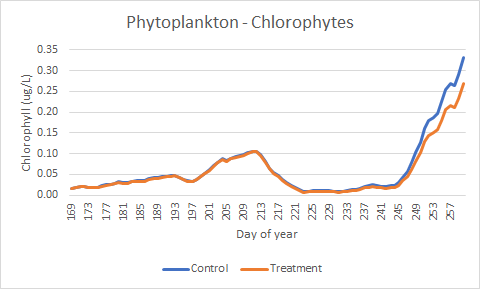 Phytoplankton - Chlorophytes
0.35
0.30
0.25
0.20
0.15
0.10
0.05
0.00
Chlorophyll (ug/L)
163 173 177 181 185 189 193 197 201 205 209 213 217 221 225 229 233 237 241 245 249 253 257
Day of year
Control Treatment